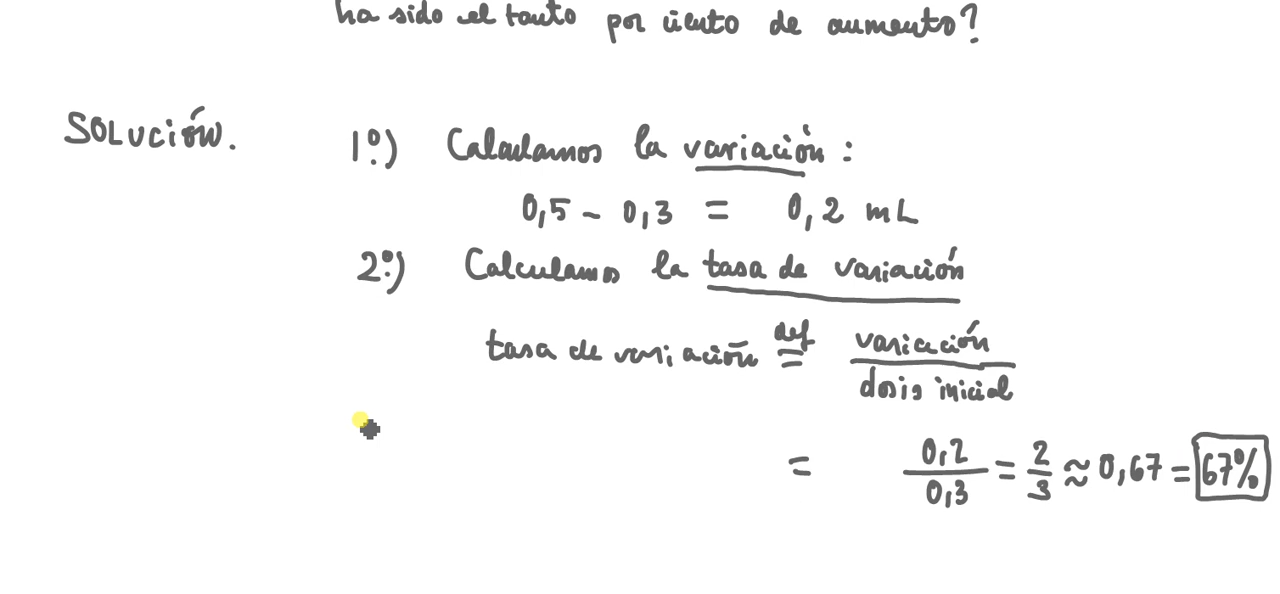 ha sido el tanto por ciento de aumento?
SOLUCIÓN. 1º) Calculamos la variación:
0,5 - 0,3 = 0,2 mL
2º) Calculamos la tasa de variación
tasa de variación def= variación / dosis inicial
= 0,2/0,3 = 2/3 ≈ 0,67 = 67%